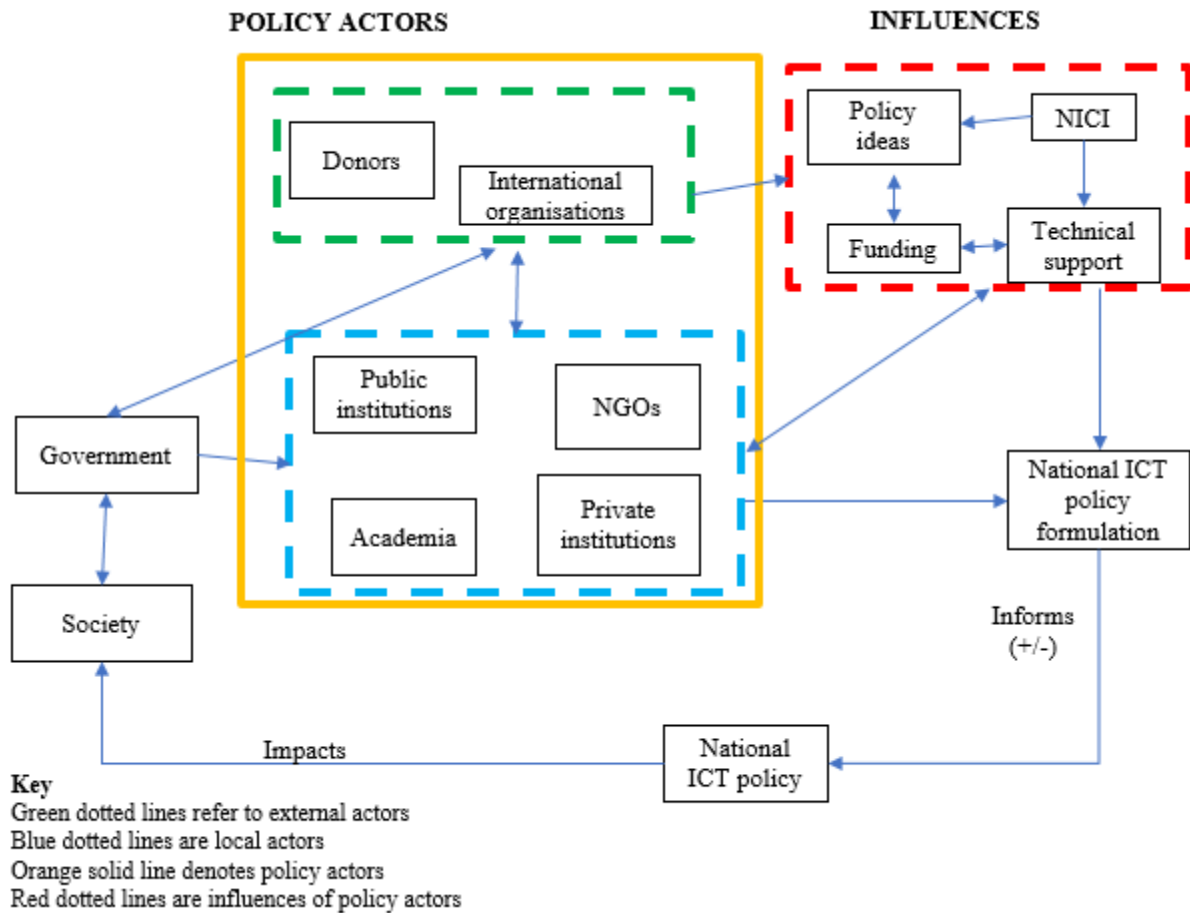 POLICY ACTORS
INFLUENCES
Donors
International
organisations
Policy
ideas
NICI
Funding
Technical
support
Public
institutions
NGOs
Government
Academia
Private
institutions
National ICT
policy
formulation
Society
Informs
(+/-)
Impacts
National
ICT policy
Key
Green dotted lines refer to external actors
Blue dotted lines are local actors
Orange solid line denotes policy actors
Red dotted lines are influences of policy actors